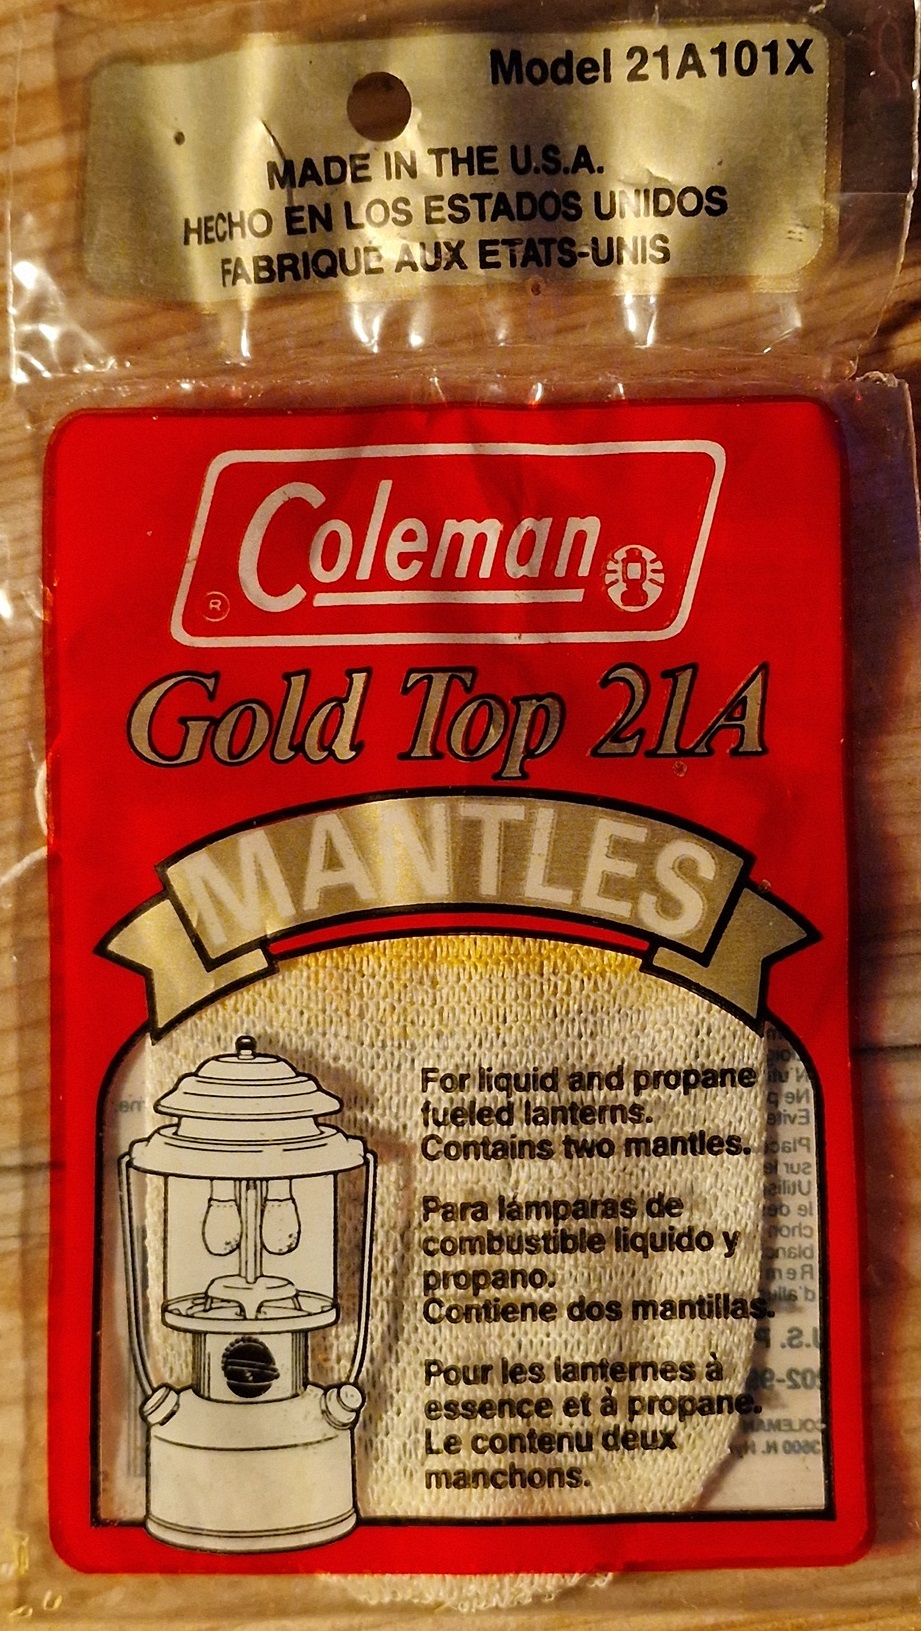 Model 21A101X
MADE IN THE U.S.A.
HECHO EN LOS ESTADOS UNIDOS
FABRIQUE AUX ETATS-UNIS
Coleman
®
Gold Top 21A
MANTLES
For liquid and propane
fueled lanterns.
Contains two mantles.
Para lámparas de
combustible liquido y
propano.
Contiene dos mantillas.
Pour les lanternes à
essence et à propane.
Le contenu deux
manchons.